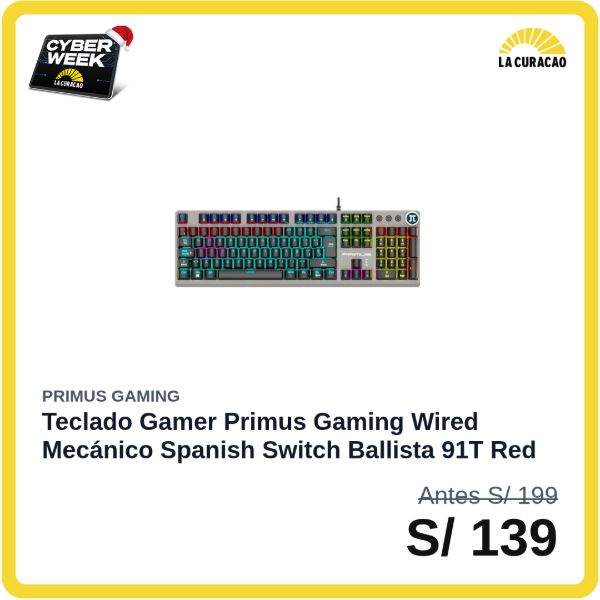 CYBER
WEEK
LA CURACAO
LA CURACAO
PRIMUS
PRIMUS GAMING
Teclado Gamer Primus Gaming Wired
Mecánico Spanish Switch Ballista 91T Red
Antes S/ 199
S/ 139